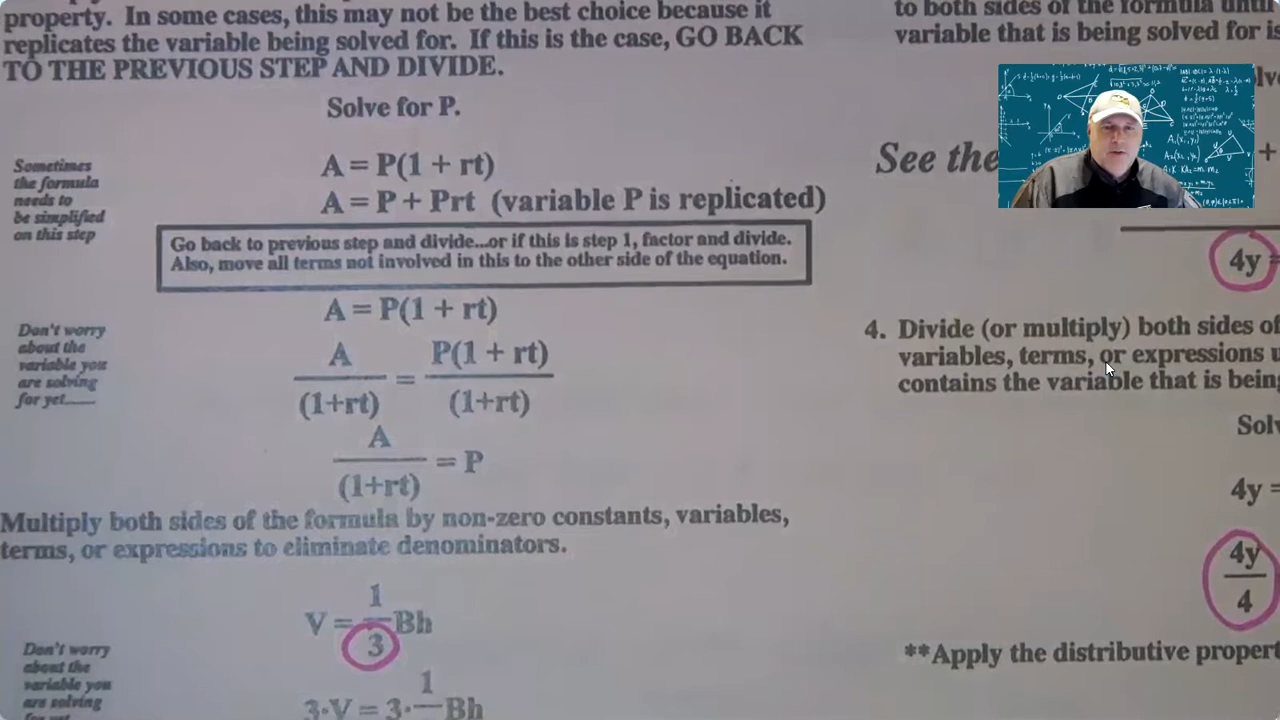 property. In some cases, this may not be the best choice because it
replicates the variable being solved for. If this is the case, GO BACK
TO THE PREVIOUS STEP AND DIVIDE.
Solve for P.
Sometimes
the formula
needs to
be simplified
on this step
A = P(1 + rt)
A = P + Prt (variable P is replicated)
Go back to previous step and divide...or if this is step 1, factor and divide.
Also, move all terms not involved in this to the other side of the equation.
A = P(1 + rt)
Don't worry
about the
variable you
are solving
for yet......
A/(1+rt) = P(1 + rt)/(1+rt)
A/(1+rt) = P
Multiply both sides of the formula by non-zero constants, variables,
terms, or expressions to eliminate denominators.
V = 1/3 Bh
Don't worry
about the
variable you
are solving
3·V = 3·1 Bh
to both sides of the formula until
variable that is being solved for is
See the
+
4y =
4. Divide (or multiply) both sides of
variables, terms, or expressions
contains the variable that is being
Solv
4y =
4y/4
**Apply the distributive propert